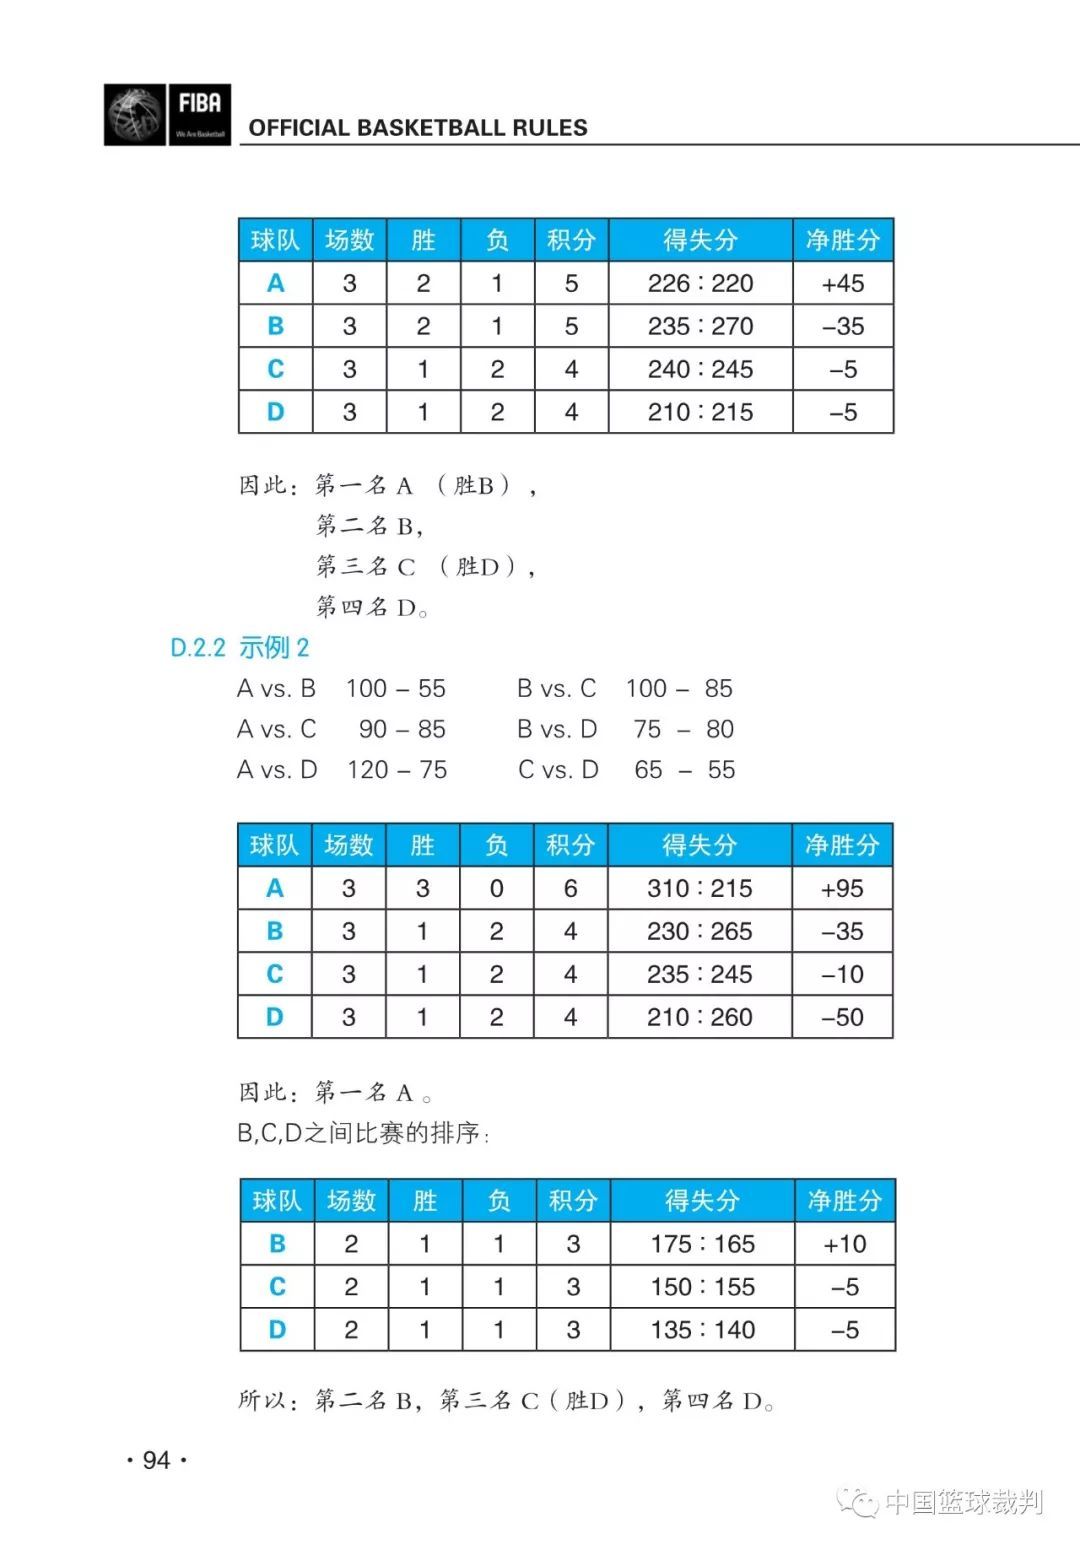 FIBA
We Are Basketball
OFFICIAL BASKETBALL RULES
球队 场数 胜 负 积分 得失分 净胜分
A 3 2 1 5 226：220 +45
B 3 2 1 5 235：270 −35
C 3 1 2 4 240：245 −5
D 3 1 2 4 210：215 −5
因此：第一名 A （胜B），
第二名 B，
第三名 C （胜D），
第四名 D。
D.2.2 示例 2
A vs. B 100 – 55 B vs. C 100 – 85
A vs. C 90 – 85 B vs. D 75 – 80
A vs. D 120 – 75 C vs. D 65 – 55
球队 场数 胜 负 积分 得失分 净胜分
A 3 3 0 6 310：215 +95
B 3 1 2 4 230：265 −35
C 3 1 2 4 235：245 −10
D 3 1 2 4 210：260 −50
因此：第一名 A 。
B,C,D之间比赛的排序：
球队 场数 胜 负 积分 得失分 净胜分
B 2 1 1 3 175：165 +10
C 2 1 1 3 150：155 −5
D 2 1 1 3 135：140 −5
所以：第二名 B，第三名 C（胜D），第四名 D。
·94·
中国篮球裁判